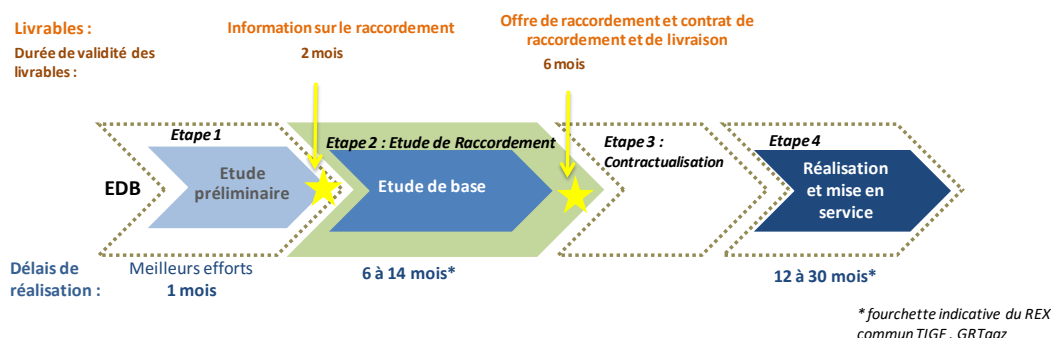 Livrables :
Durée de validité des
livrables :
Information sur le raccordement
2 mois
Offre de raccordement et contrat de
raccordement et de livraison
6 mois
EDB
Etape 1
Etude
préliminaire
Etape 2 : Etude de Raccordement
Etude de base
Etape 3 :
Contractualisation
Etape 4
Réalisation
et mise en
service
Délais de
réalisation :
Meilleurs efforts
1 mois
6 à 14 mois*
12 à 30 mois*
* fourchette indicative du REX
commun TIGF, GRTgaz